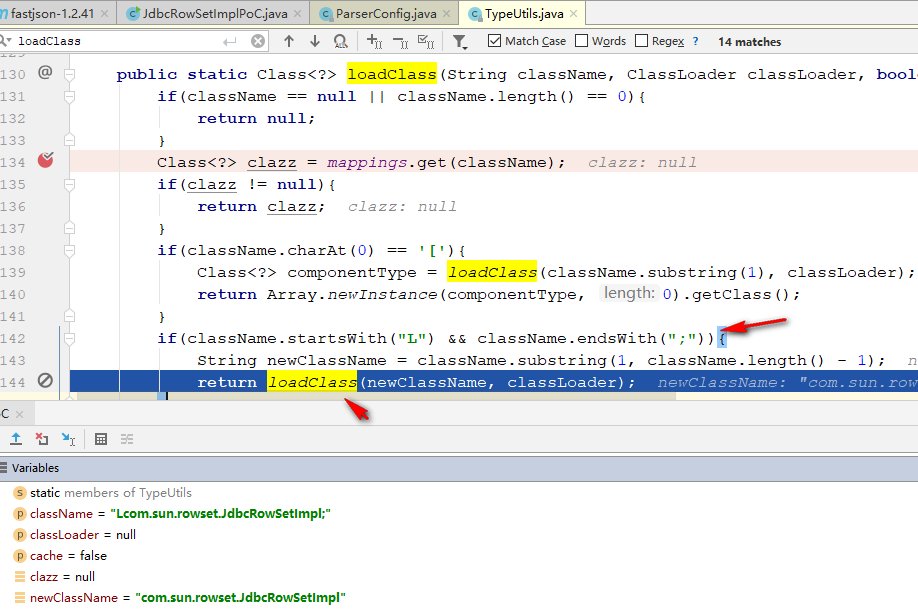 fastjson-1.2.41 JdbcRowSetImplPoC.java ParserConfig.java TypeUtils.java
loadClass Match Case Words Regex ? 14 matches
130 @ public static Class<?> loadClass(String className, ClassLoader classLoader, bool
131 if(className == null || className.length() == 0){
132 return null;
133 }
134 Class<?> clazz = mappings.get(className); clazz: null
135 if(clazz != null){
136 return clazz; clazz: null
137 }
138 if(className.charAt(0) == '['){
139 Class<?> componentType = loadClass(className.substring(1), classLoader);
140 return Array.newInstance(componentType, length: 0).getClass();
141 }
142 if(className.startsWith("L") && className.endsWith(";")){
143 String newClassName = className.substring(1, className.length() - 1); n
144 return loadClass(newClassName, classLoader); newClassName: "com.sun.row
oC
Variables
s static members of TypeUtils
p className = "Lcom.sun.rowset.JdbcRowSetImpl;"
p classLoader = null
p cache = false
clazz = null
newClassName = "com.sun.rowset.JdbcRowSetImpl"